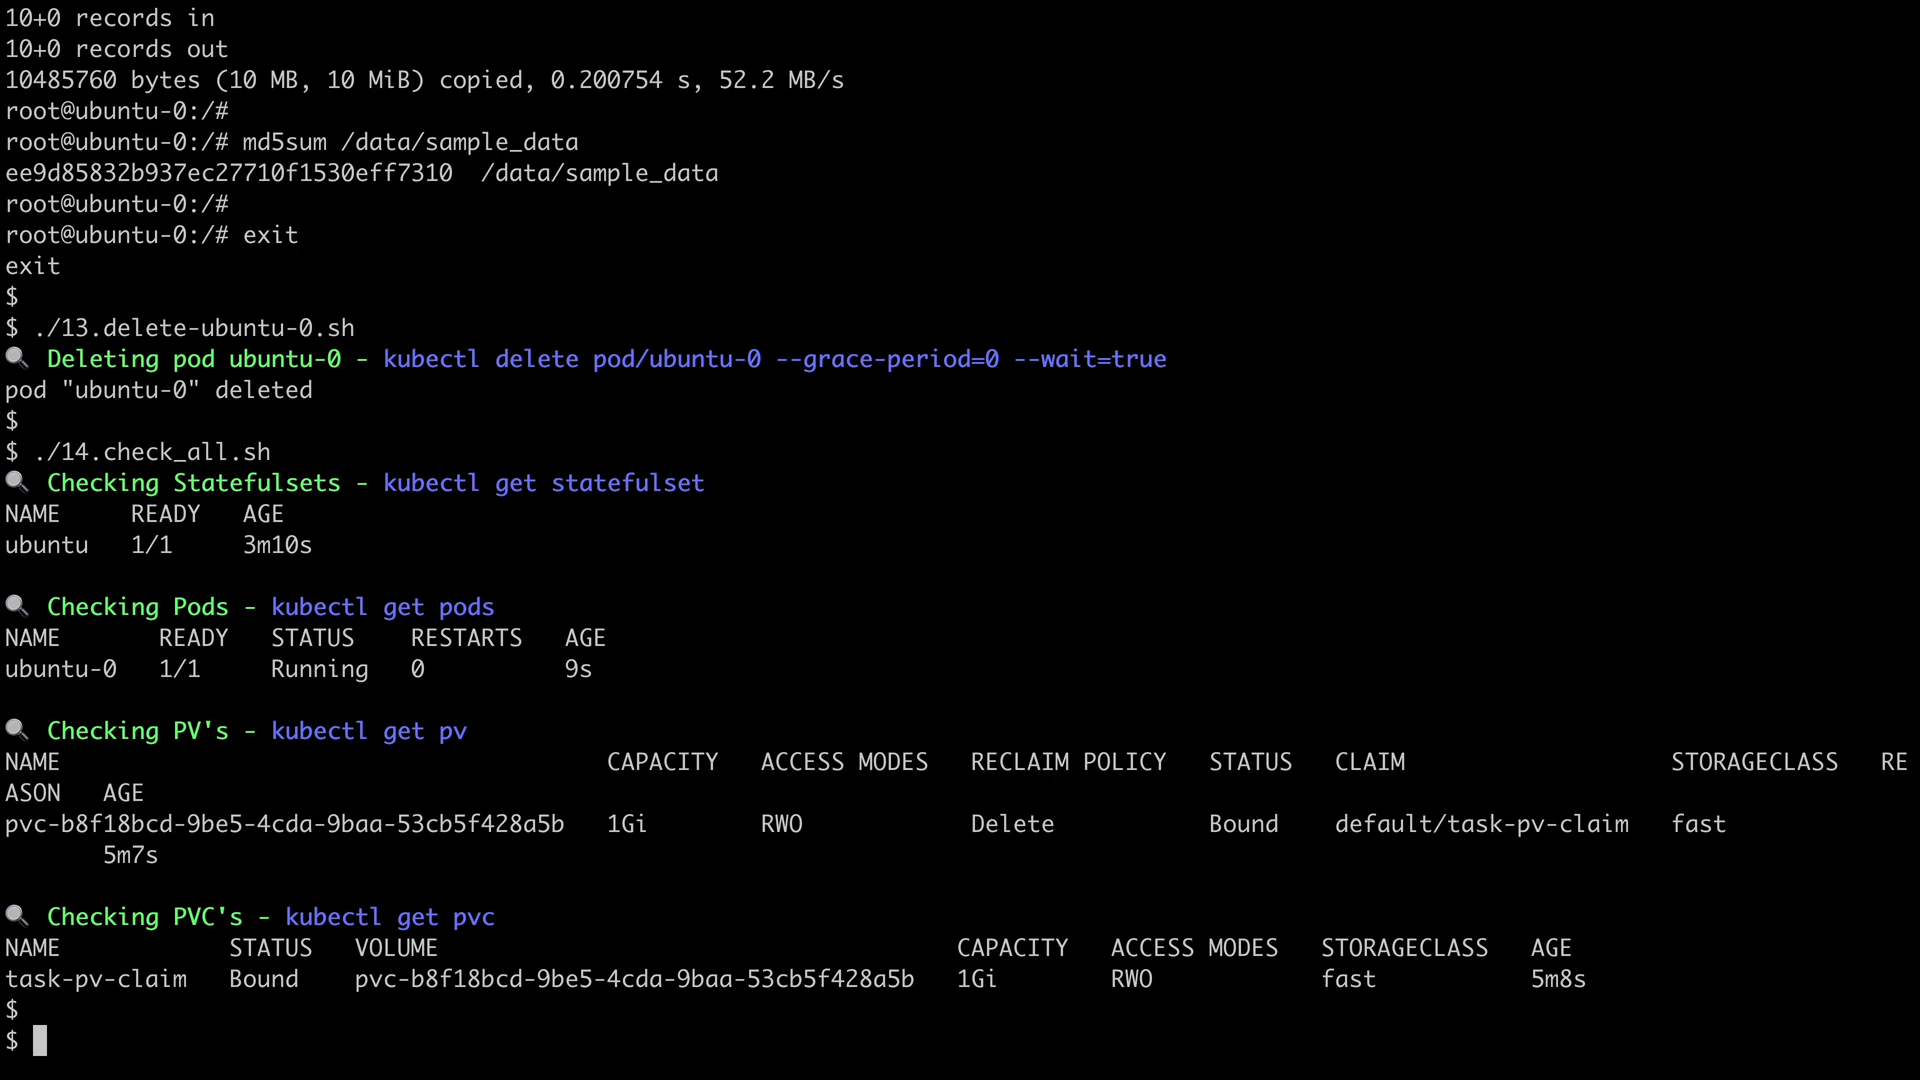 10+0 records in
10+0 records out
10485760 bytes (10 MB, 10 MiB) copied, 0.200754 s, 52.2 MB/s
root@ubuntu-0:/#
root@ubuntu-0:/# md5sum /data/sample_data
ee9d85832b937ec27710f1530eff7310  /data/sample_data
root@ubuntu-0:/#
root@ubuntu-0:/# exit
exit
$
$ ./13.delete-ubuntu-0.sh
🔍 Deleting pod ubuntu-0 - kubectl delete pod/ubuntu-0 --grace-period=0 --wait=true
pod "ubuntu-0" deleted
$
$ ./14.check_all.sh
🔍 Checking Statefulsets - kubectl get statefulset
NAME     READY   AGE
ubuntu   1/1     3m10s
🔍 Checking Pods - kubectl get pods
NAME       READY   STATUS    RESTARTS   AGE
ubuntu-0   1/1     Running   0          9s
🔍 Checking PV's - kubectl get pv
NAME                                       CAPACITY   ACCESS MODES   RECLAIM POLICY   STATUS   CLAIM                   STORAGECLASS   RE
ASON   AGE
pvc-b8f18bcd-9be5-4cda-9baa-53cb5f428a5b   1Gi        RWO            Delete           Bound    default/task-pv-claim   fast
       5m7s
🔍 Checking PVC's - kubectl get pvc
NAME            STATUS   VOLUME                                     CAPACITY   ACCESS MODES   STORAGECLASS   AGE
task-pv-claim   Bound    pvc-b8f18bcd-9be5-4cda-9baa-53cb5f428a5b   1Gi        RWO            fast           5m8s
$
$